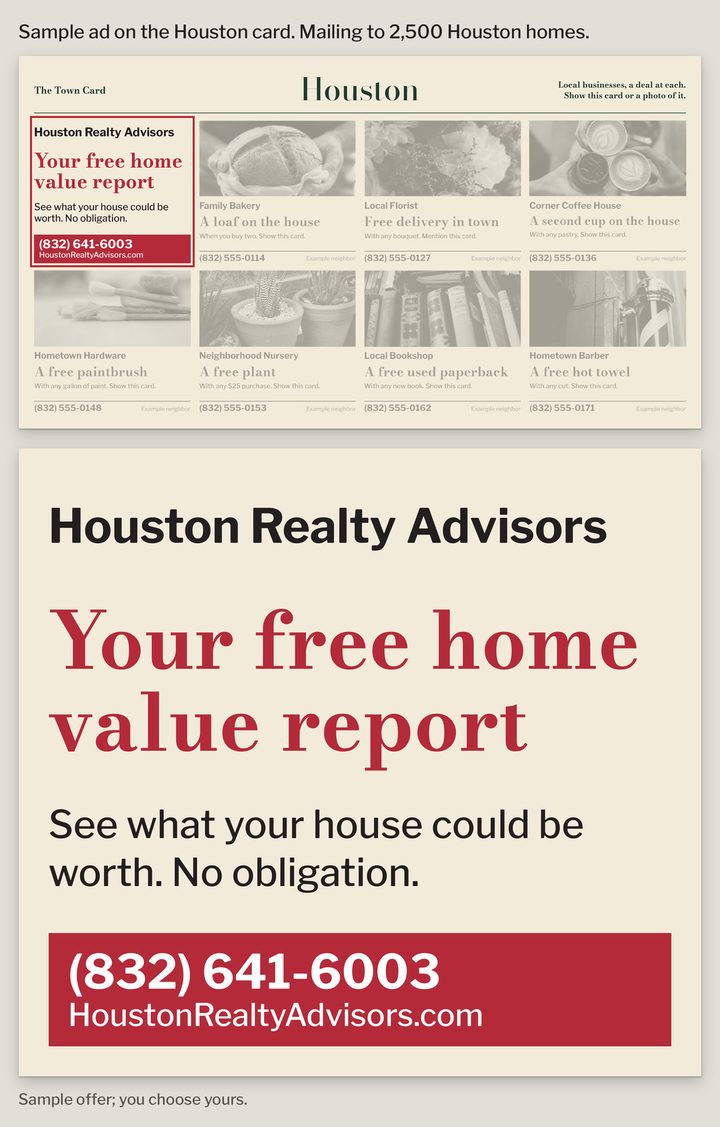 Sample ad on the Houston card. Mailing to 2,500 Houston homes.
The Town Card
Houston
Local businesses, a deal at each.
Show this card or a photo of it.
Houston Realty Advisors
Your free home
value report
See what your house could be
worth. No obligation.
(832) 641-6003
HoustonRealtyAdvisors.com
Family Bakery
A loaf on the house
When you buy two. Show this card.
(832) 555-0114
Example neighbor
Local Florist
Free delivery in town
With any bouquet. Mention this card.
(832) 555-0127
Example neighbor
Corner Coffee House
A second cup on the house
With any pastry. Show this card.
(832) 555-0136
Example neighbor
Hometown Hardware
A free paintbrush
With any gallon of paint. Show this card.
(832) 555-0148
Example neighbor
Neighborhood Nursery
A free plant
With any $25 purchase. Show this card.
(832) 555-0153
Example neighbor
Local Bookshop
A free used paperback
With any new book. Show this card.
(832) 555-0162
Example neighbor
Hometown Barber
A free hot towel
With any cut. Show this card.
(832) 555-0171
Example neighbor
Houston Realty Advisors
Your free home
value report
See what your house could be
worth. No obligation.
(832) 641-6003
HoustonRealtyAdvisors.com
Sample offer; you choose yours.